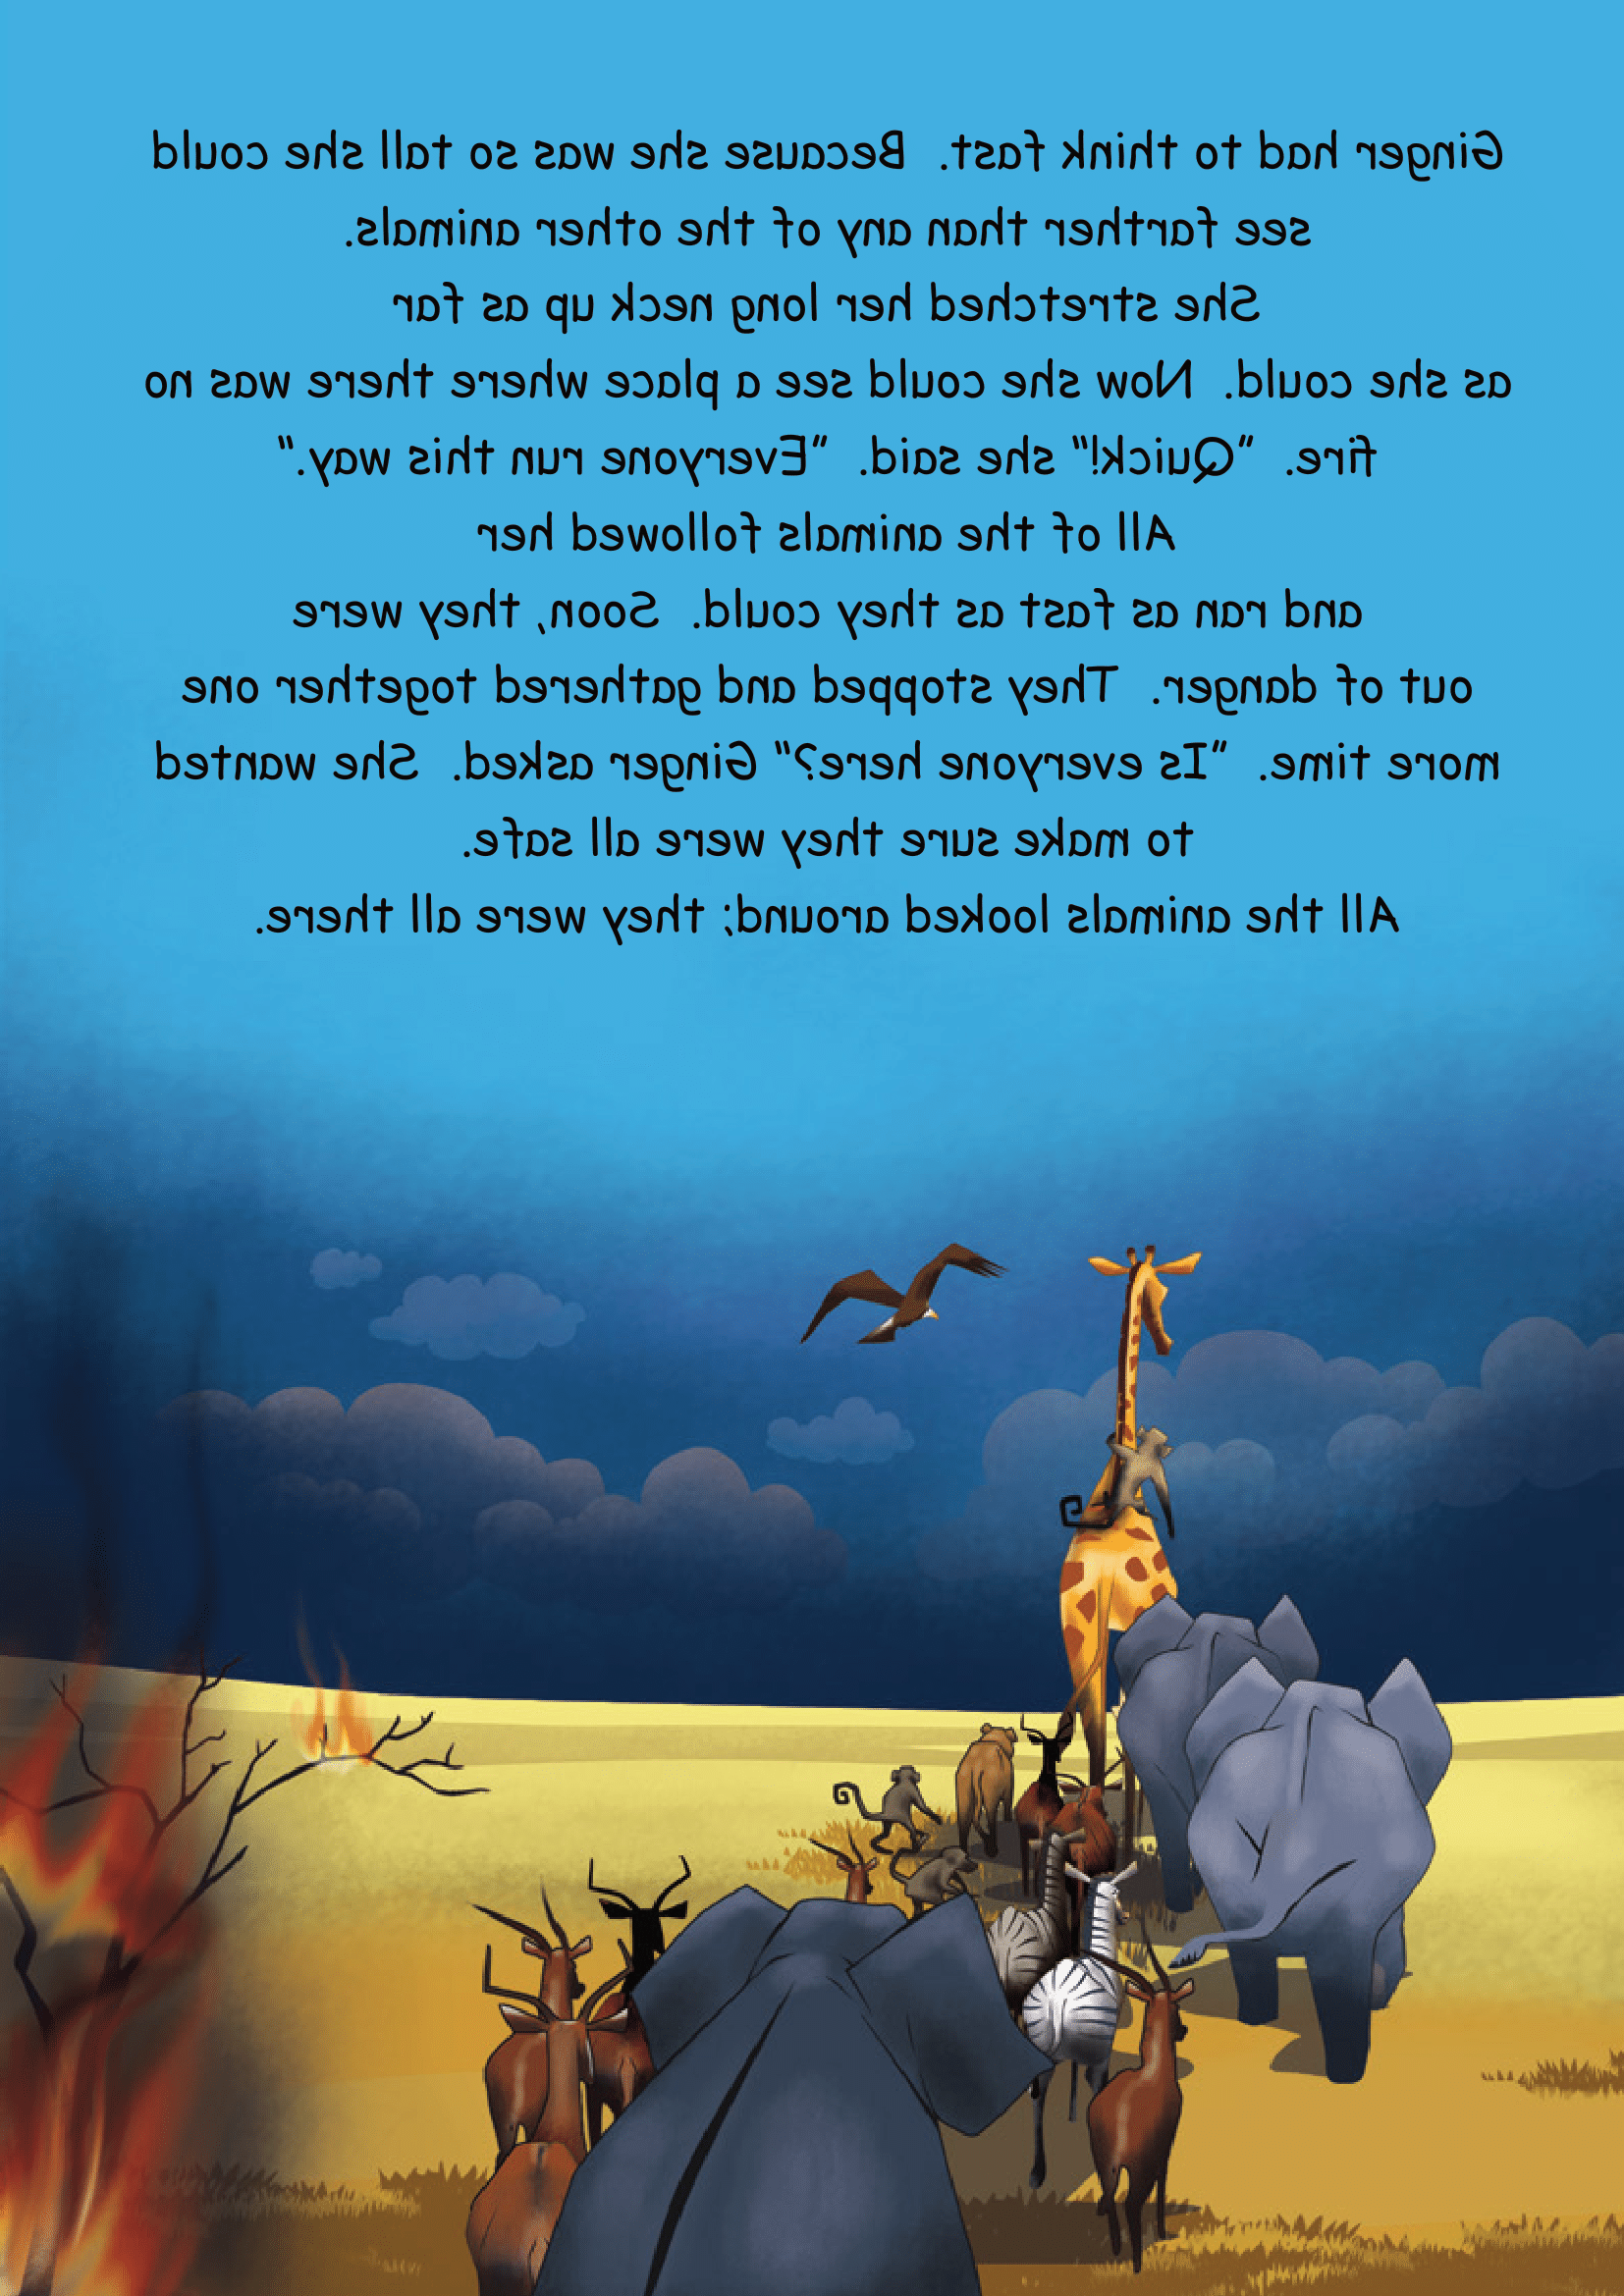 Ginger had to think fast.  Because she was so tall she could
see farther than any of the other animals.
She stretched her long neck up as far
as she could.  Now she could see a place where there was no
fire.  "Quick!" she said.  "Everyone run this way."
All of the animals followed her
and ran as fast as they could.  Soon, they were
out of danger.  They stopped and gathered together one
more time.  "Is everyone here?" Ginger asked.  She wanted
to make sure they were all safe.
All the animals looked around; they were all there.